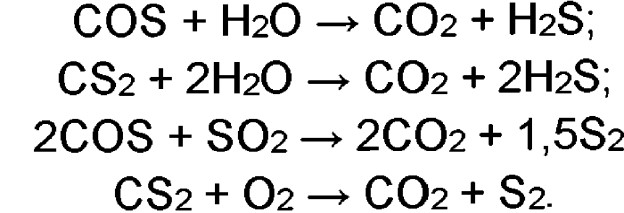 COS + H2O → CO2 + H2S;
CS2 + 2H2O → CO2 + 2H2S;
2COS + SO2 → 2CO2 + 1,5S2
CS2 + O2 → CO2 + S2.